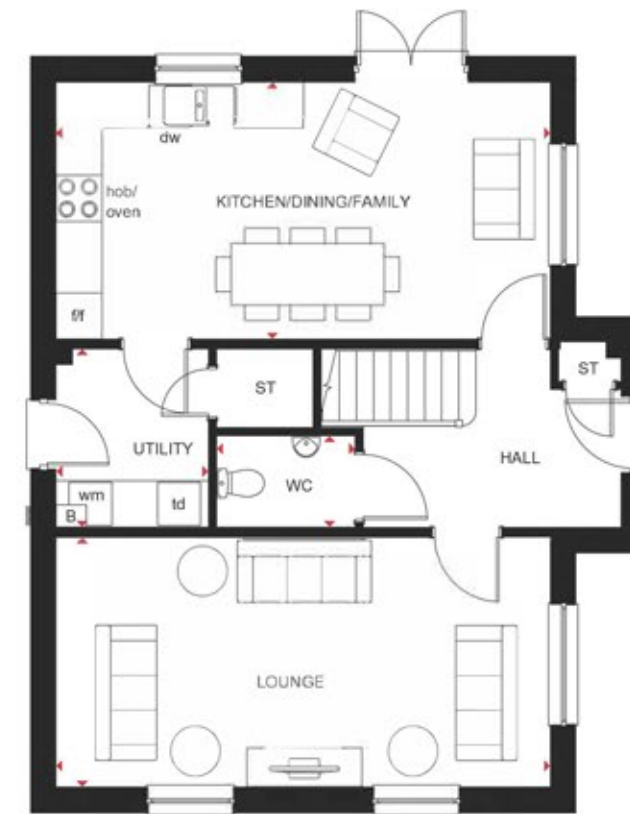 dw
hob/
oven
KITCHEN/DINING/FAMILY
f/f
ST
ST
UTILITY
HALL
WC
wm
td
B
LOUNGE